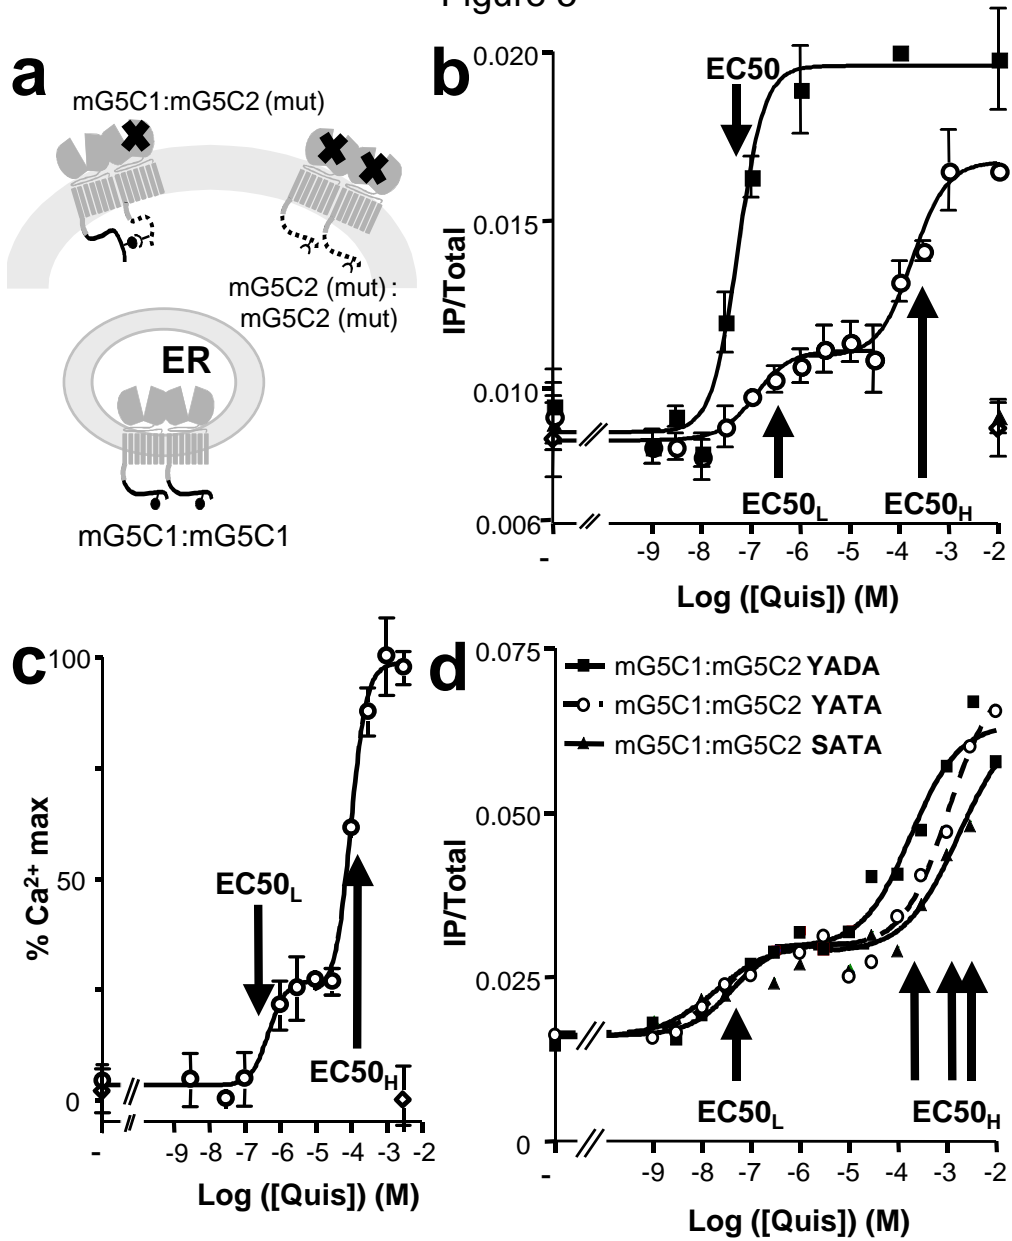 a
mG5C1:mG5C2 (mut)
mG5C2 (mut) :
mG5C2 (mut)
ER
mG5C1:mG5C1
b
0.020
0.015
0.010
0.006
IP/Total
EC50
EC50L
EC50H
- -9 -8 -7 -6 -5 -4 -3 -2
Log ([Quis]) (M)
c
100
50
0
% Ca2+ max
EC50L
EC50H
- -9 -8 -7 -6 -5 -4 -3 -2
Log ([Quis]) (M)
d
0.075
0.050
0.025
0
IP/Total
mG5C1:mG5C2 YADA
mG5C1:mG5C2 YATA
mG5C1:mG5C2 SATA
EC50L
EC50H
- -9 -8 -7 -6 -5 -4 -3 -2
Log ([Quis]) (M)